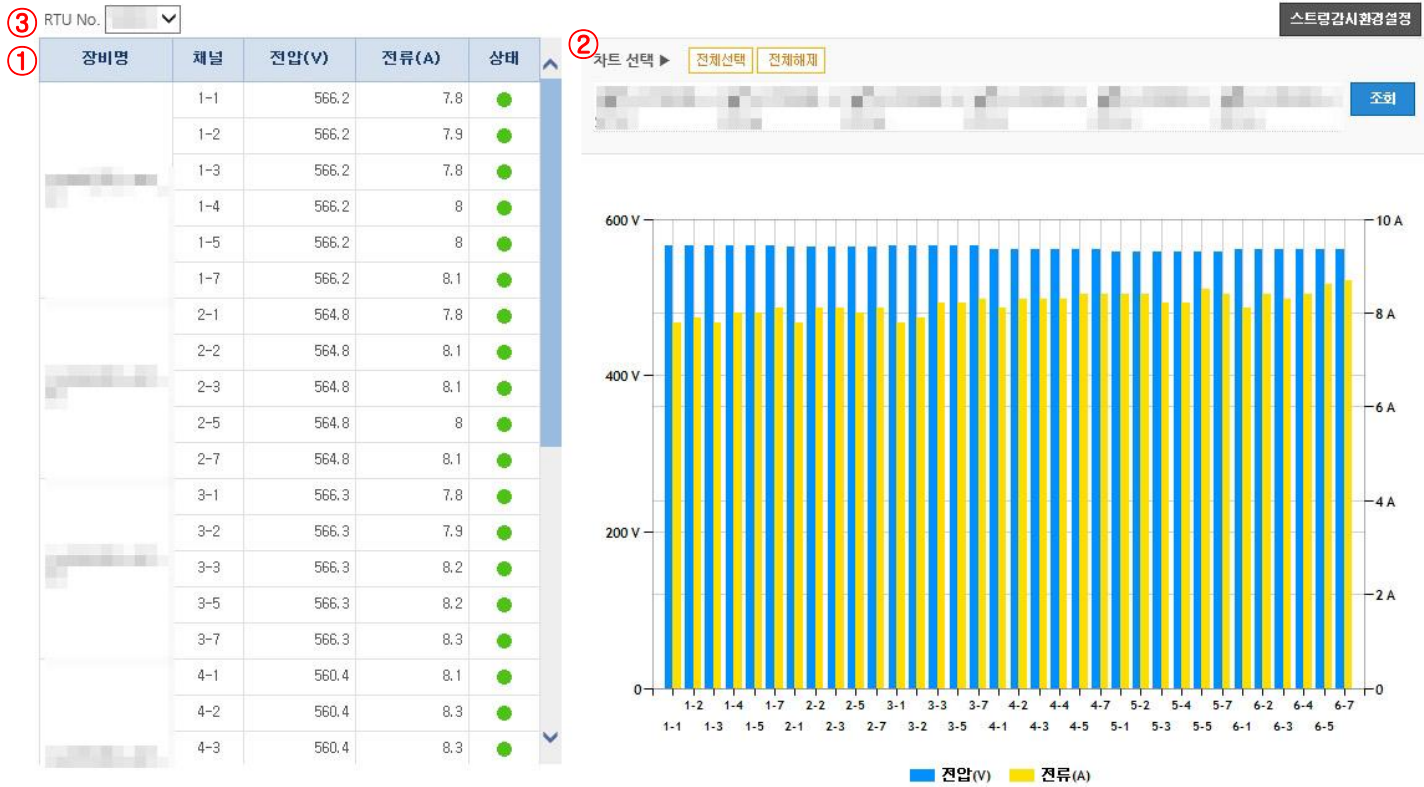 ③ RTU No.
스트링감시환경설정
①
장비명 채널 전압(V) 전류(A) 상태
1-1 566.2 7.8
1-2 566.2 7.9
1-3 566.2 7.8
1-4 566.2 8
1-5 566.2 8
1-7 566.2 8.1
2-1 564.8 7.8
2-2 564.8 8.1
2-3 564.8 8.1
2-5 564.8 8
2-7 564.8 8.1
3-1 566.3 7.8
3-2 566.3 7.9
3-3 566.3 8.2
3-5 566.3 8.2
3-7 566.3 8.3
4-1 560.4 8.1
4-2 560.4 8.3
4-3 560.4 8.3
②
차트 선택 ▶ 전체선택 전체해제
조회
600 V 10 A
8 A
400 V
6 A
4 A
200 V
2 A
0 0
1-2 1-4 1-7 2-2 2-5 3-1 3-3 3-7 4-2 4-4 4-7 5-2 5-4 5-7 6-2 6-4 6-7
1-1 1-3 1-5 2-1 2-3 2-7 3-2 3-5 4-1 4-3 4-5 5-1 5-3 5-5 6-1 6-3 6-5
전압(V) 전류(A)